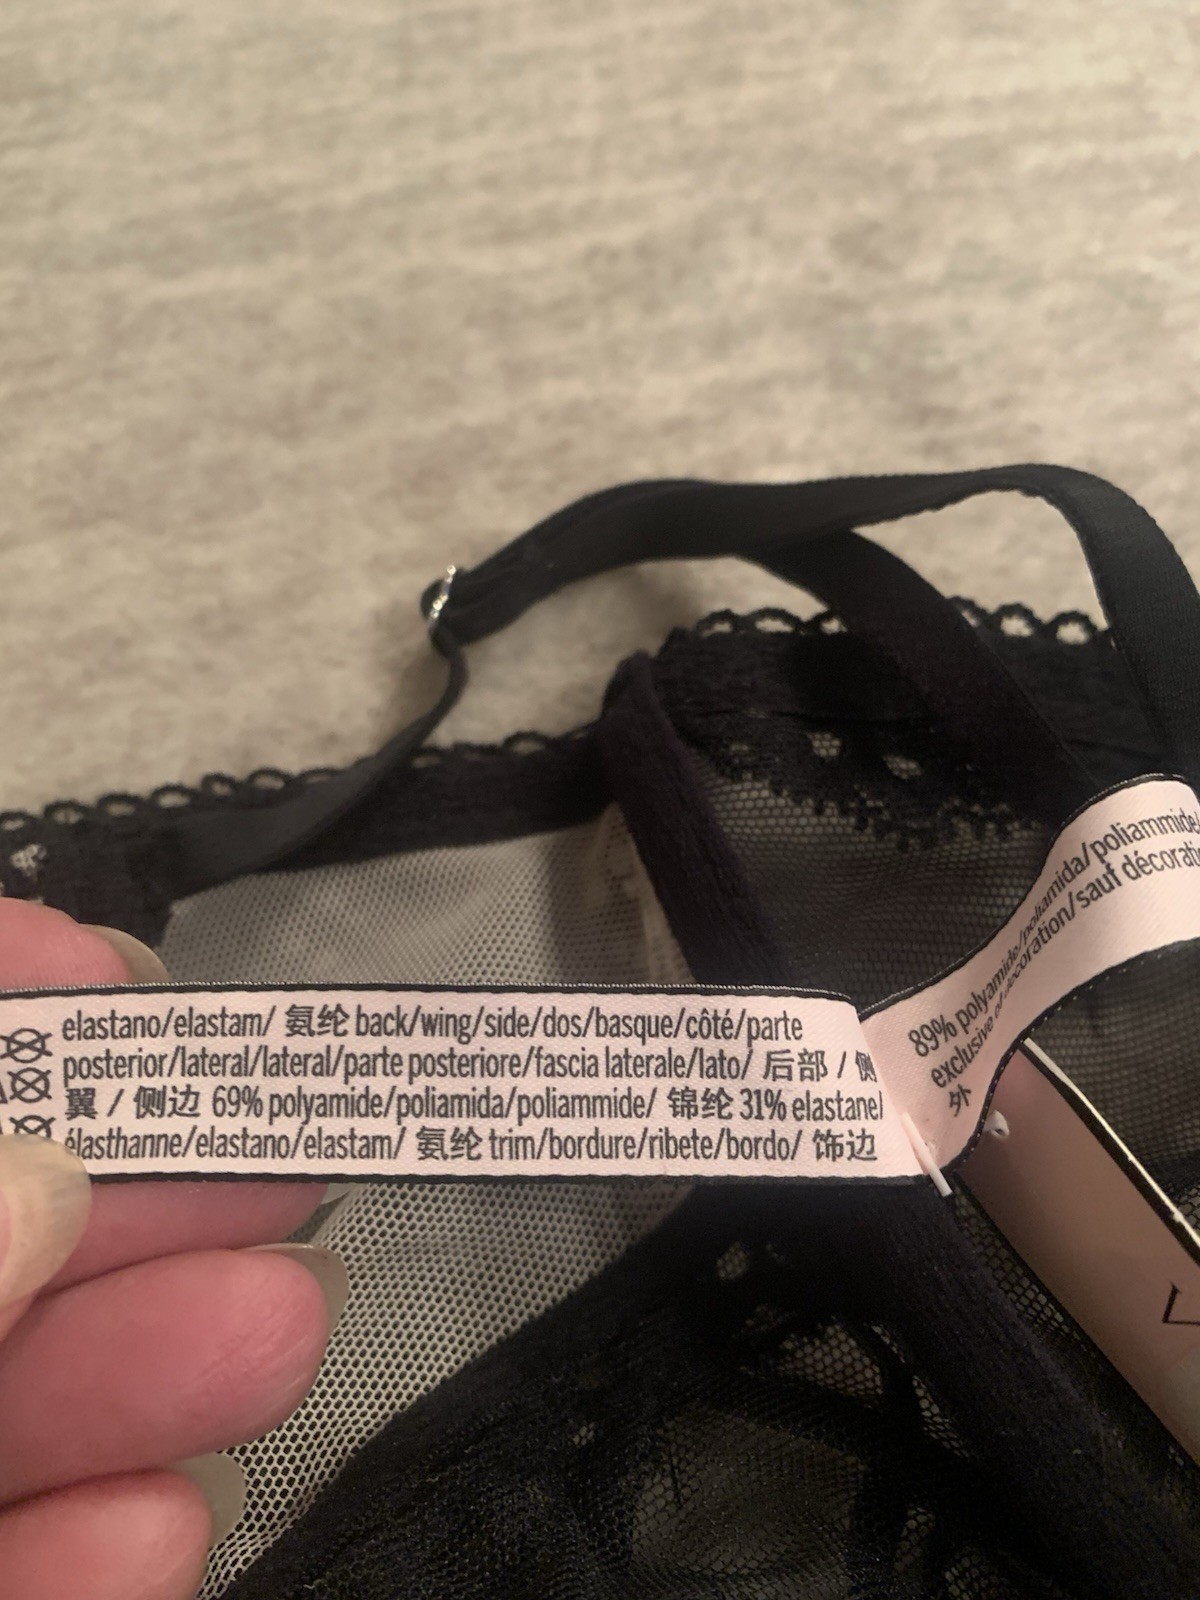 elastano/elastam/ 氨纶 back/wing/side/dos/basque/côté/parte
posterior/lateral/lateral/parte posteriore/fascia laterale/lato/ 后部 / 侧
翼 / 侧边 69% polyamide/poliamida/poliammide/ 锦纶 31% elastane/
élasthanne/elastano/elastam/ 氨纶 trim/bordure/ribete/bordo/ 饰边
89% polyamide/poliamida/poliammide/
exclusive of decoration/sauf décorati
外
V